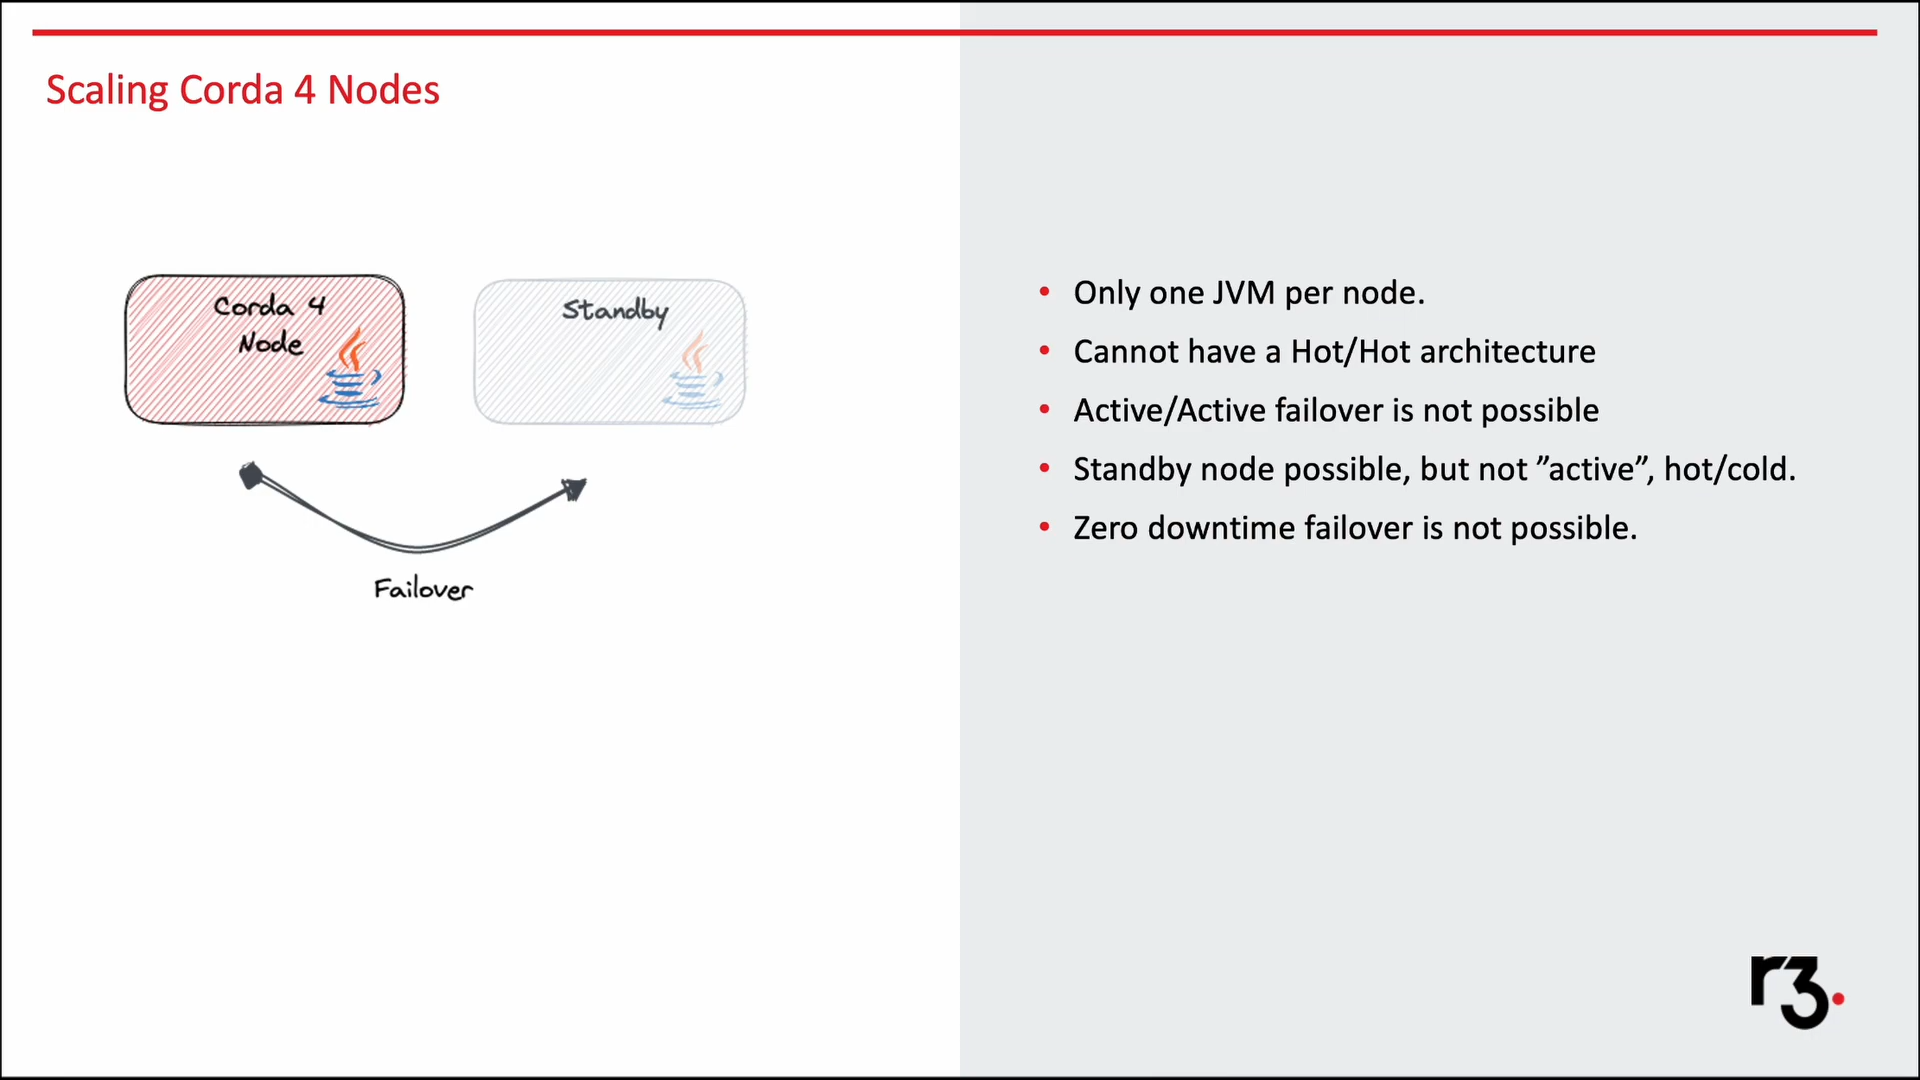 Scaling Corda 4 Nodes
Corda 4
Node
Standby
Failover
• Only one JVM per node.
• Cannot have a Hot/Hot architecture
• Active/Active failover is not possible
• Standby node possible, but not ”active”, hot/cold.
• Zero downtime failover is not possible.
r3.